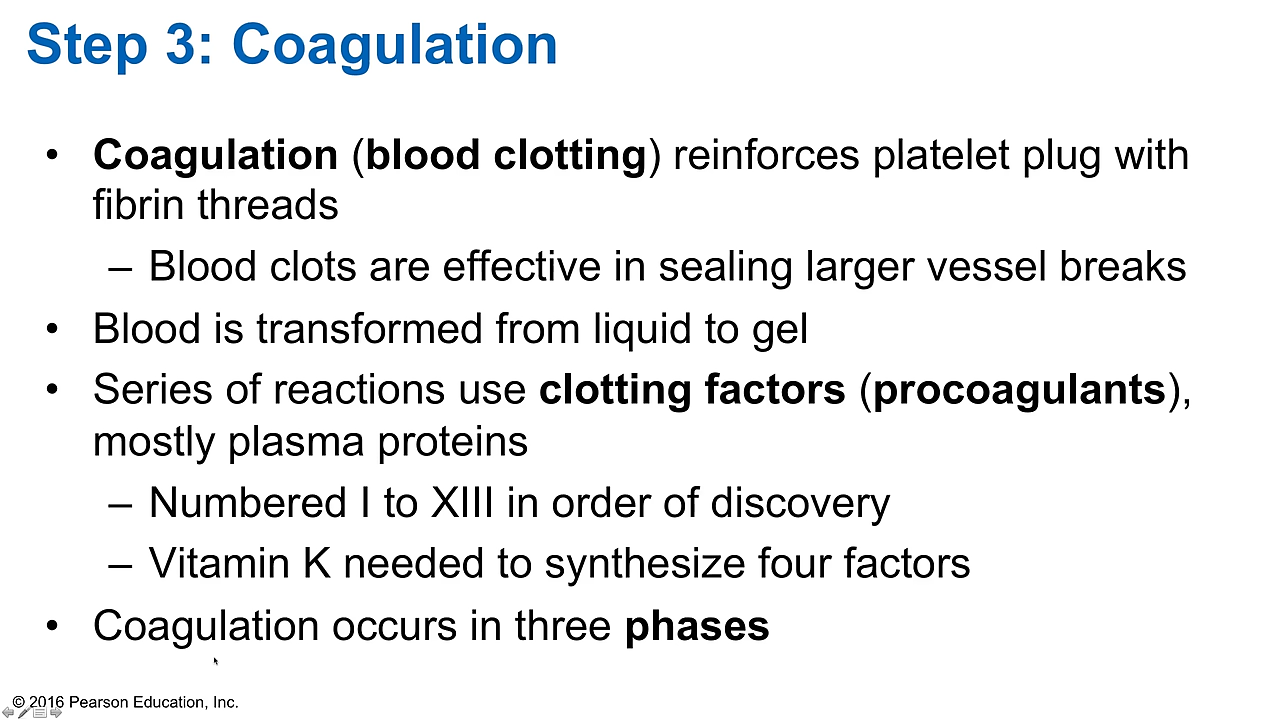 Step 3: Coagulation
• Coagulation (blood clotting) reinforces platelet plug with
fibrin threads
– Blood clots are effective in sealing larger vessel breaks
• Blood is transformed from liquid to gel
• Series of reactions use clotting factors (procoagulants),
mostly plasma proteins
– Numbered I to XIII in order of discovery
– Vitamin K needed to synthesize four factors
• Coagulation occurs in three phases
© 2016 Pearson Education, Inc.